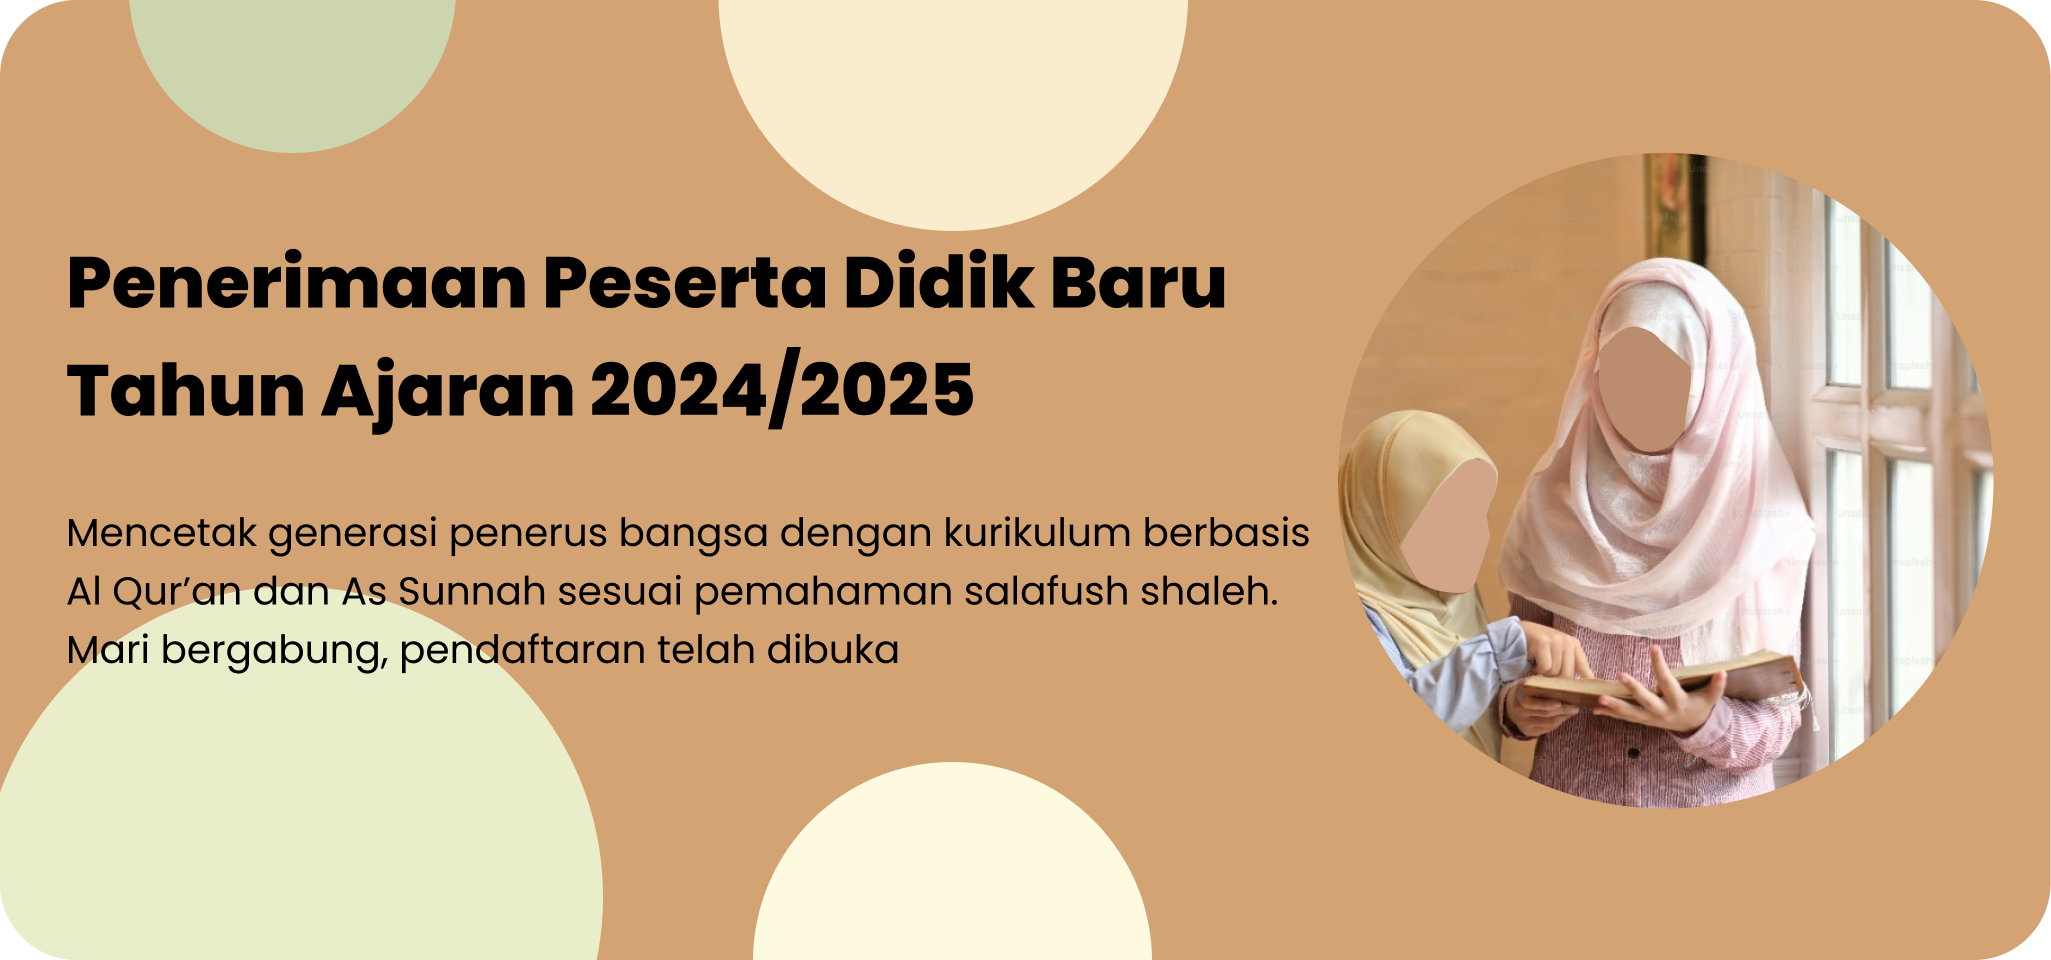 Penerimaan Peserta Didik Baru
Tahun Ajaran 2024/2025
Mencetak generasi penerus bangsa dengan kurikulum berbasis
Al Qur’an dan As Sunnah sesuai pemahaman salafush shaleh.
Mari bergabung, pendaftaran telah dibuka